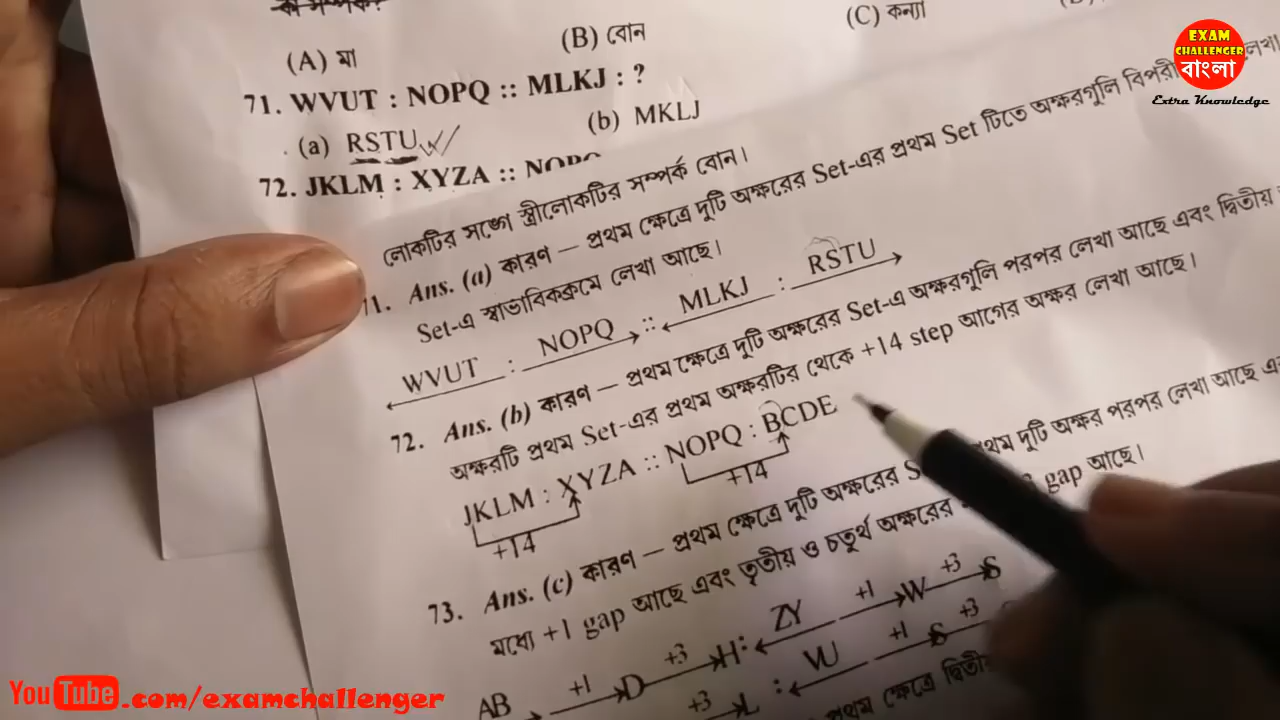 কী সম্পর্ক?
(A) মা (B) বোন (C) কন্যা
71. WVUT : NOPQ :: MLKJ : ?
(a) RSTU (b) MKLJ
72. JKLM : XYZA :: NOPQ
লোকটির সঙ্গে স্ত্রীলোকটির সম্পর্ক বোন।
71. Ans. (a) কারণ — প্রথম ক্ষেত্রে দুটি অক্ষরের Set-এর প্রথম Set টিতে অক্ষরগুলি লেখা
Set-এ স্বাভাবিকক্রমে লেখা আছে।
WVUT : NOPQ :: MLKJ : RSTU
72. Ans. (b) কারণ — প্রথম ক্ষেত্রে দুটি অক্ষরের Set-এ অক্ষরগুলি পরপর লেখা আছে এবং দ্বিতীয়
অক্ষরটি প্রথম Set-এর প্রথম অক্ষরটির থেকে +14 step আগের অক্ষর লেখা আছে।
JKLM : XYZA :: NOPQ : BCDE
+14 +14
73. Ans. (c) কারণ — প্রথম ক্ষেত্রে দুটি অক্ষরের প্রথম দুটি অক্ষর পরপর লেখা আছে
মধ্যে +1 gap আছে এবং তৃতীয় ও চতুর্থ অক্ষরের gap আছে।
AB +1 D +3 H : ZY +1 W +3 S
+3 L : VU +1 S +3
প্রথম ক্ষেত্রে
EXAM
CHALLENGER
বাংলা
Extra Knowledge
YouTube.com/examchallenger